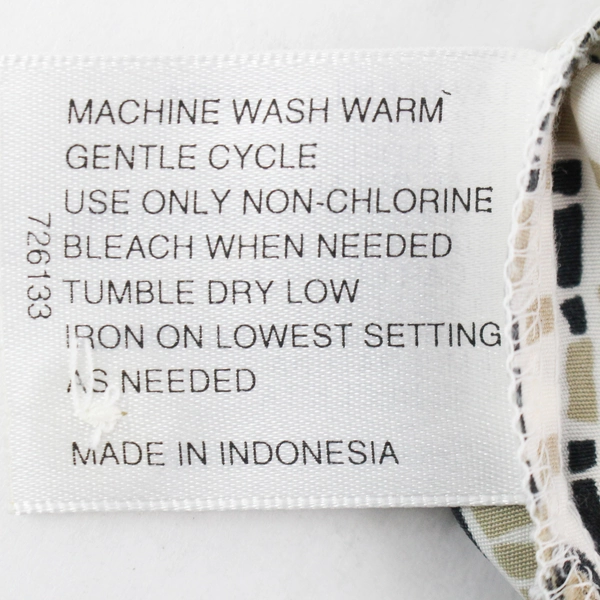 MACHINE WASH WARM
GENTLE CYCLE
USE ONLY NON-CHLORINE
BLEACH WHEN NEEDED
TUMBLE DRY LOW
IRON ON LOWEST SETTING
AS NEEDED
MADE IN INDONESIA
726133